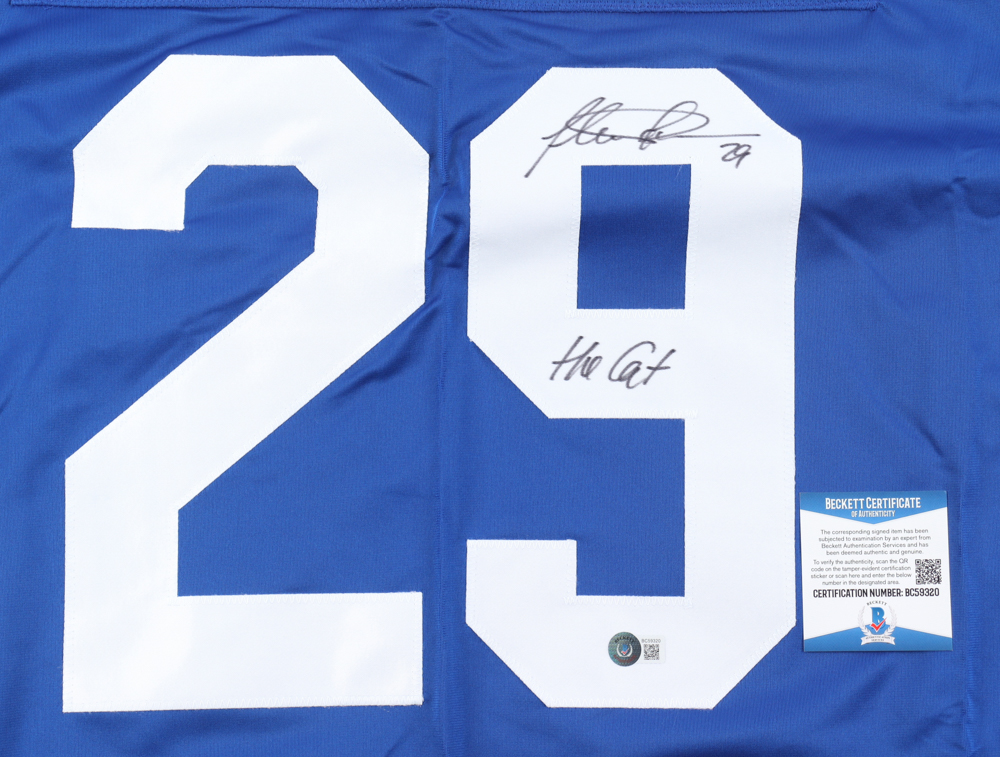 29
29
the Cat
BECKETT CERTIFICATE
OF AUTHENTICITY
The corresponding signed item has been
subjected to examination by an expert from
Beckett Authentication Services and has
been deemed authentic and genuine.
To verify the authenticity, scan the QR
code on the tamper-evident certification
sticker or scan here and enter the below
number in the designated area.
CERTIFICATION NUMBER: BC59320
BECKETT
B
BECKETT
BC59320